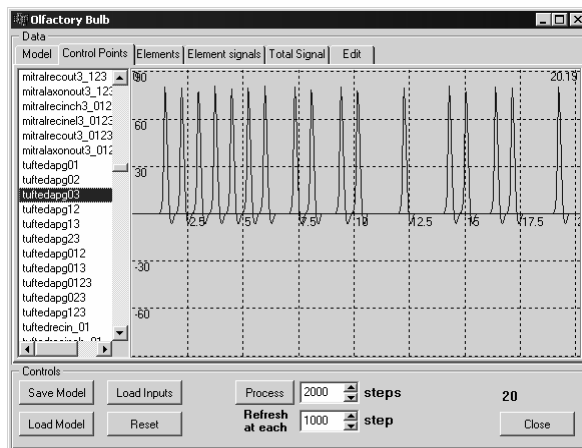 Olfactory Bulb
Data
Model Control Points Elements Element signals Total Signal Edit
mitralrecout3_123
mitralaxonout3_123
mitralrecinch3_012
mitralrecinel3_0123
mitralrecout3_0123
mitralaxonout3_012
tuftedapg01
tuftedapg02
tuftedapg03
tuftedapg12
tuftedapg13
tuftedapg23
tuftedapg012
tuftedapg013
tuftedapg0123
tuftedapg023
tuftedapg123
tuftedrecin_01
90
60
30
-30
-60
20.19
2.5 5 7.5 10 12.5 15 17.5
Controls
Save Model Load Inputs Process 2000 steps 20
Load Model Reset Refresh at each 1000 step Close